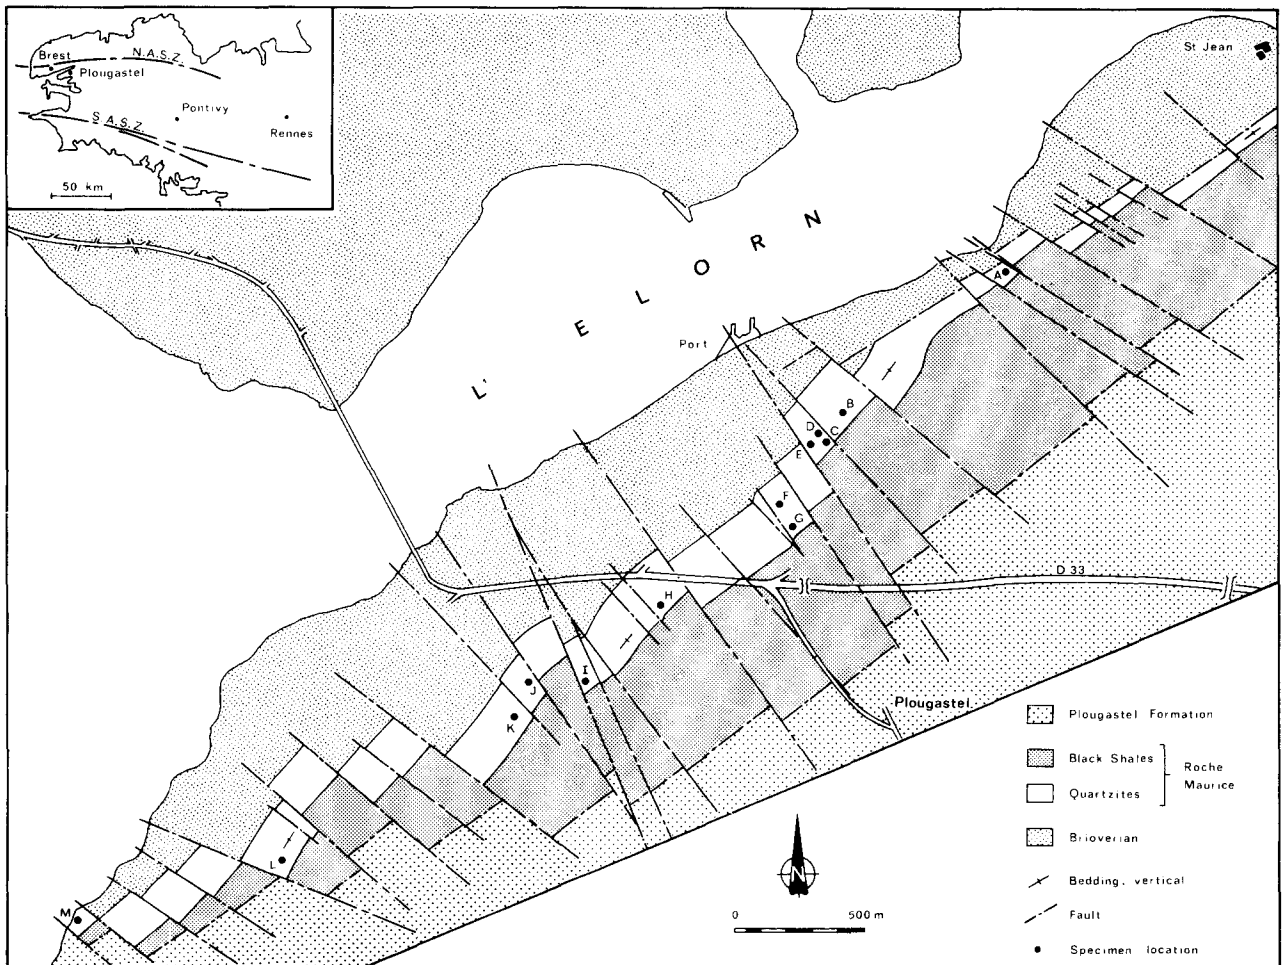 Brest
N.A.S.Z.
Plougastel
Pontivy
S.A.S.Z.
Rennes
50 km
St Jean
L' E L O R N
Port
A
B
D
C
E
F
G
H
I
J
K
L
M
D 33
Plougastel
Plougastel Formation
Black Shales
Roche
Maurice
Quartzites
Brioverian
Bedding, vertical
Fault
Specimen location
N
0 500 m